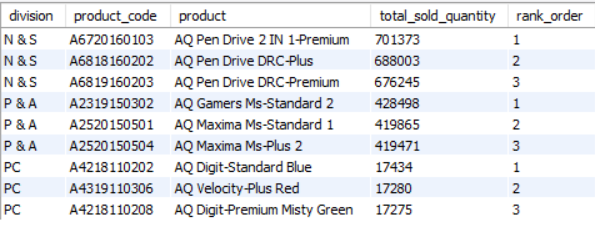 division product_code product total_sold_quantity rank_order
N & S A6720160103 AQ Pen Drive 2 IN 1-Premium 701373 1
N & S A6818160202 AQ Pen Drive DRC-Plus 688003 2
N & S A6819160203 AQ Pen Drive DRC-Premium 676245 3
P & A A2319150302 AQ Gamers Ms-Standard 2 428498 1
P & A A2520150501 AQ Maxima Ms-Standard 1 419865 2
P & A A2520150504 AQ Maxima Ms-Plus 2 419471 3
PC A4218110202 AQ Digit-Standard Blue 17434 1
PC A4319110306 AQ Velocity-Plus Red 17280 2
PC A4218110208 AQ Digit-Premium Misty Green 17275 3